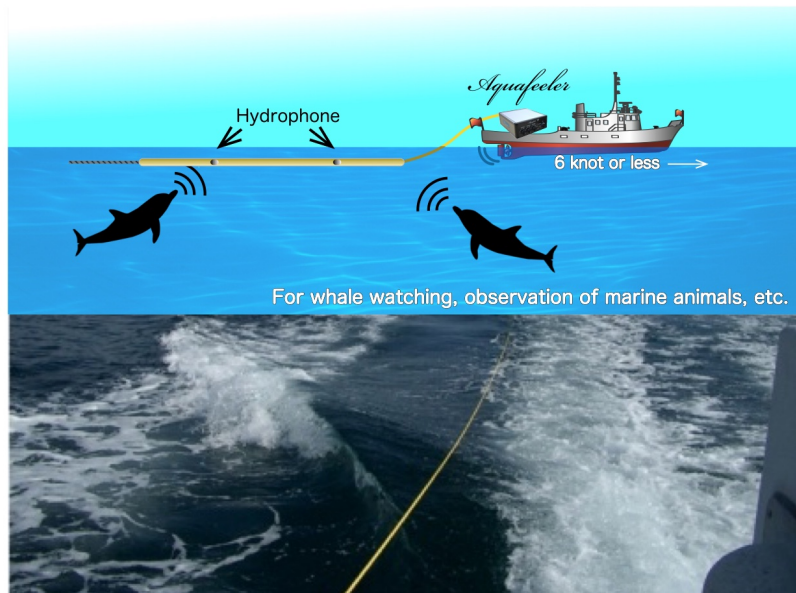 Aquafeeler
Hydrophone
6 knot or less
For whale watching, observation of marine animals, etc.